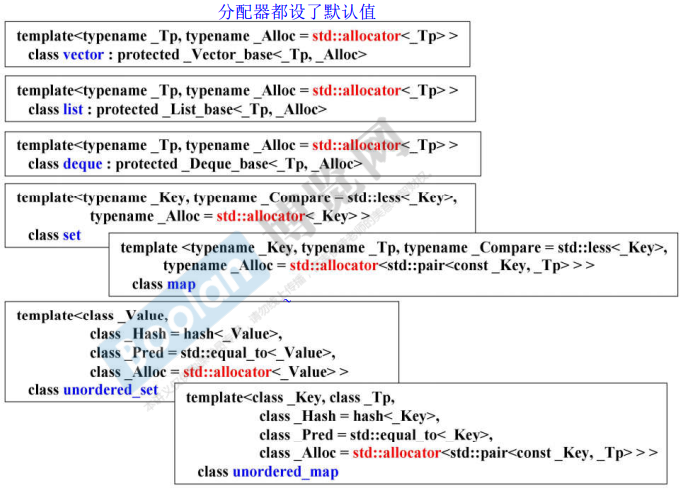 分配器都设了默认值
template<typename _Tp, typename _Alloc = std::allocator<_Tp> >
class vector : protected _Vector_base<_Tp, _Alloc>
template<typename _Tp, typename _Alloc = std::allocator<_Tp> >
class list : protected _List_base<_Tp, _Alloc>
template<typename _Tp, typename _Alloc = std::allocator<_Tp> >
class deque : protected _Deque_base<_Tp, _Alloc>
template<typename _Key, typename _Compare = std::less<_Key>,
typename _Alloc = std::allocator<_Key> >
class set
template <typename _Key, typename _Tp, typename _Compare = std::less<_Key>,
typename _Alloc = std::allocator<std::pair<const _Key, _Tp> > >
class map
~
template<class _Value,
class _Hash = hash<_Value>,
class _Pred = std::equal_to<_Value>,
class _Alloc = std::allocator<_Value> >
class unordered_set
template<class _Key, class _Tp,
class _Hash = hash<_Key>,
class _Pred = std::equal_to<_Key>,
class _Alloc = std::allocator<std::pair<const _Key, _Tp> > >
class unordered_map
Boolan 博览网